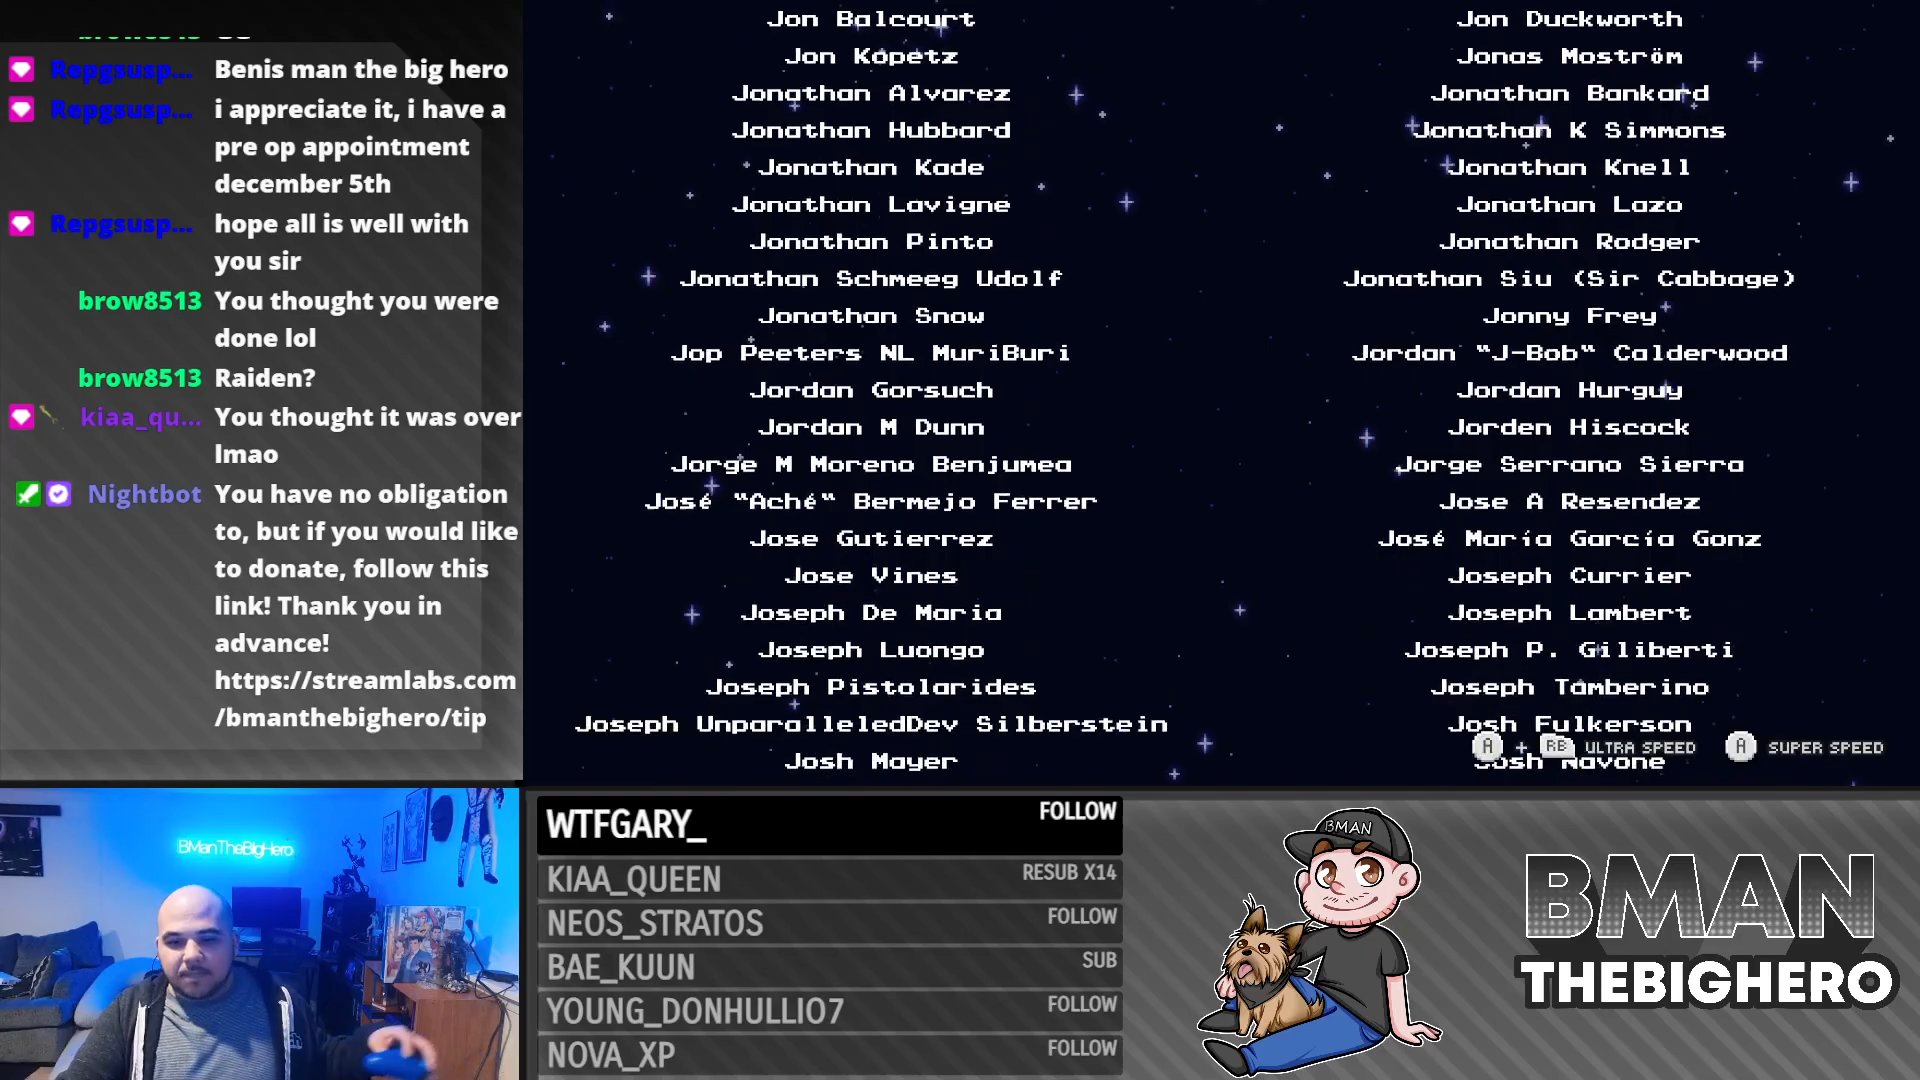 Repgsusp... Benis man the big hero
Repgsusp... i appreciate it, i have a
pre op appointment
december 5th
Repgsusp... hope all is well with
you sir
brow8513 You thought you were
done lol
brow8513 Raiden?
kiaa_qu... You thought it was over
lmao
Nightbot You have no obligation
to, but if you would like
to donate, follow this
link! Thank you in
advance!
https://streamlabs.com
/bmanthebighero/tip
Jon Balcourt
Jon Kopetz
Jonathan Alvarez
Jonathan Hubbard
Jonathan Kade
Jonathan Lavigne
Jonathan Pinto
Jonathan Schmeeg Udolf
Jonathan Snow
Jop Peeters NL MuriBuri
Jordan Gorsuch
Jordan M Dunn
Jorge M Moreno Benjumea
José "Aché" Bermejo Ferrer
Jose Gutierrez
Jose Vines
Joseph De Maria
Joseph Luongo
Joseph Pistolarides
Joseph UnparalleledDev Silberstein
Josh Mayer
Jon Duckworth
Jonas Moström
Jonathan Bankard
Jonathan K Simmons
Jonathan Knell
Jonathan Lazo
Jonathan Rodger
Jonathan Siu (Sir Cabbage)
Jonny Frey
Jordan "J-Bob" Calderwood
Jordan Hurguy
Jorden Hiscock
Jorge Serrano Sierra
Jose A Resendez
José María García Gonz
Joseph Currier
Joseph Lambert
Joseph P. Giliberti
Joseph Tamberino
Josh Fulkerson
Josh Navone
A + RB ULTRA SPEED A SUPER SPEED
BManTheBigHero
WTFGARY_ FOLLOW
KIAA_QUEEN RESUB X14
NEOS_STRATOS FOLLOW
BAE_KUUN SUB
YOUNG_DONHULLIO7 FOLLOW
NOVA_XP FOLLOW
BMAN
BMAN
THEBIGHERO